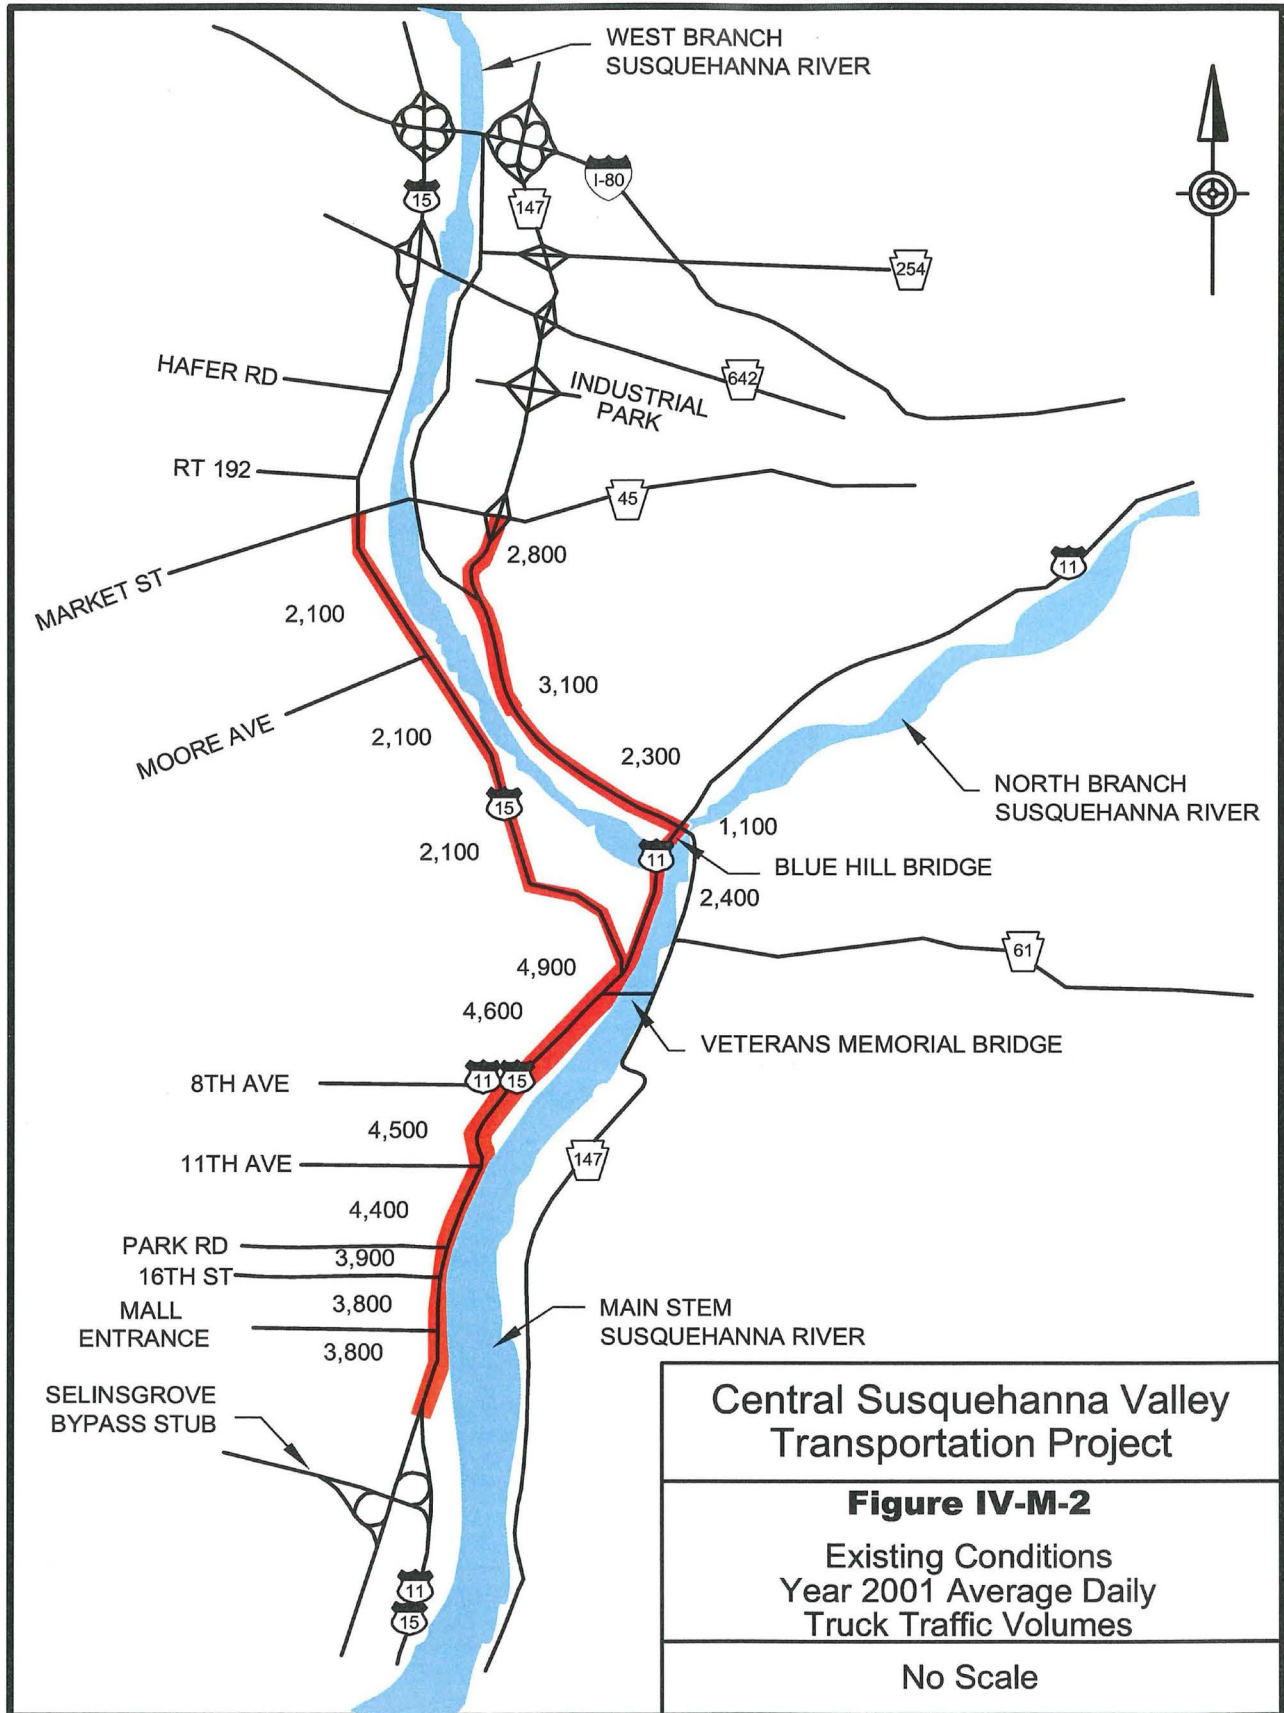 WEST BRANCH
SUSQUEHANNA RIVER
I-80
15
147
254
HAFER RD
642
INDUSTRIAL
PARK
RT 192
45
11
2,800
MARKET ST
2,100
3,100
MOORE AVE
2,100
2,300
NORTH BRANCH
SUSQUEHANNA RIVER
15
1,100
2,100
11
BLUE HILL BRIDGE
2,400
61
4,900
4,600
VETERANS MEMORIAL BRIDGE
8TH AVE
11
15
4,500
11TH AVE
147
4,400
PARK RD
3,900
16TH ST
3,800
MALL
ENTRANCE
MAIN STEM
SUSQUEHANNA RIVER
3,800
SELINSGROVE
BYPASS STUB
11
15
Central Susquehanna Valley
Transportation Project
Figure IV-M-2
Existing Conditions
Year 2001 Average Daily
Truck Traffic Volumes
No Scale